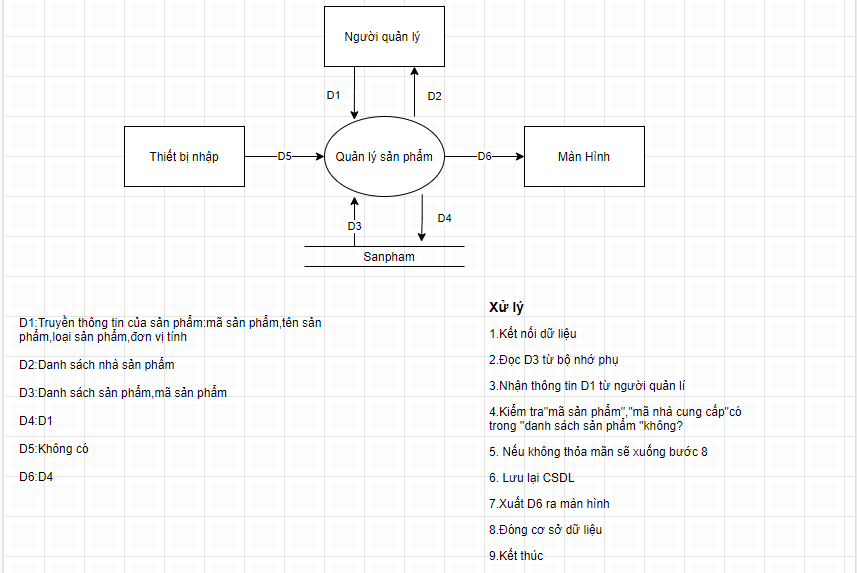 Người quản lý
D1
D2
Thiết bị nhập
D5
Quản lý sản phẩm
D6
Màn Hình
D3
D4
Sanpham
D1:Truyền thông tin của sản phẩm:mã sản phẩm,tên sản
phẩm,loại sản phẩm,đơn vị tính
D2:Danh sách nhà sản phẩm
D3:Danh sách sản phẩm,mã sản phẩm
D4:D1
D5:Không có
D6:D4
Xử lý
1.Kết nối dữ liệu
2.Đọc D3 từ bộ nhớ phụ
3.Nhận thông tin D1 từ người quản lí
4.Kiểm tra"mã sản phẩm","mã nhà cung cấp"có
trong "danh sách sản phẩm "không?
5. Nếu không thỏa mãn sẽ xuống bước 8
6. Lưu lại CSDL
7.Xuất D6 ra màn hình
8.Đóng cơ sở dữ liệu
9.Kết thúc